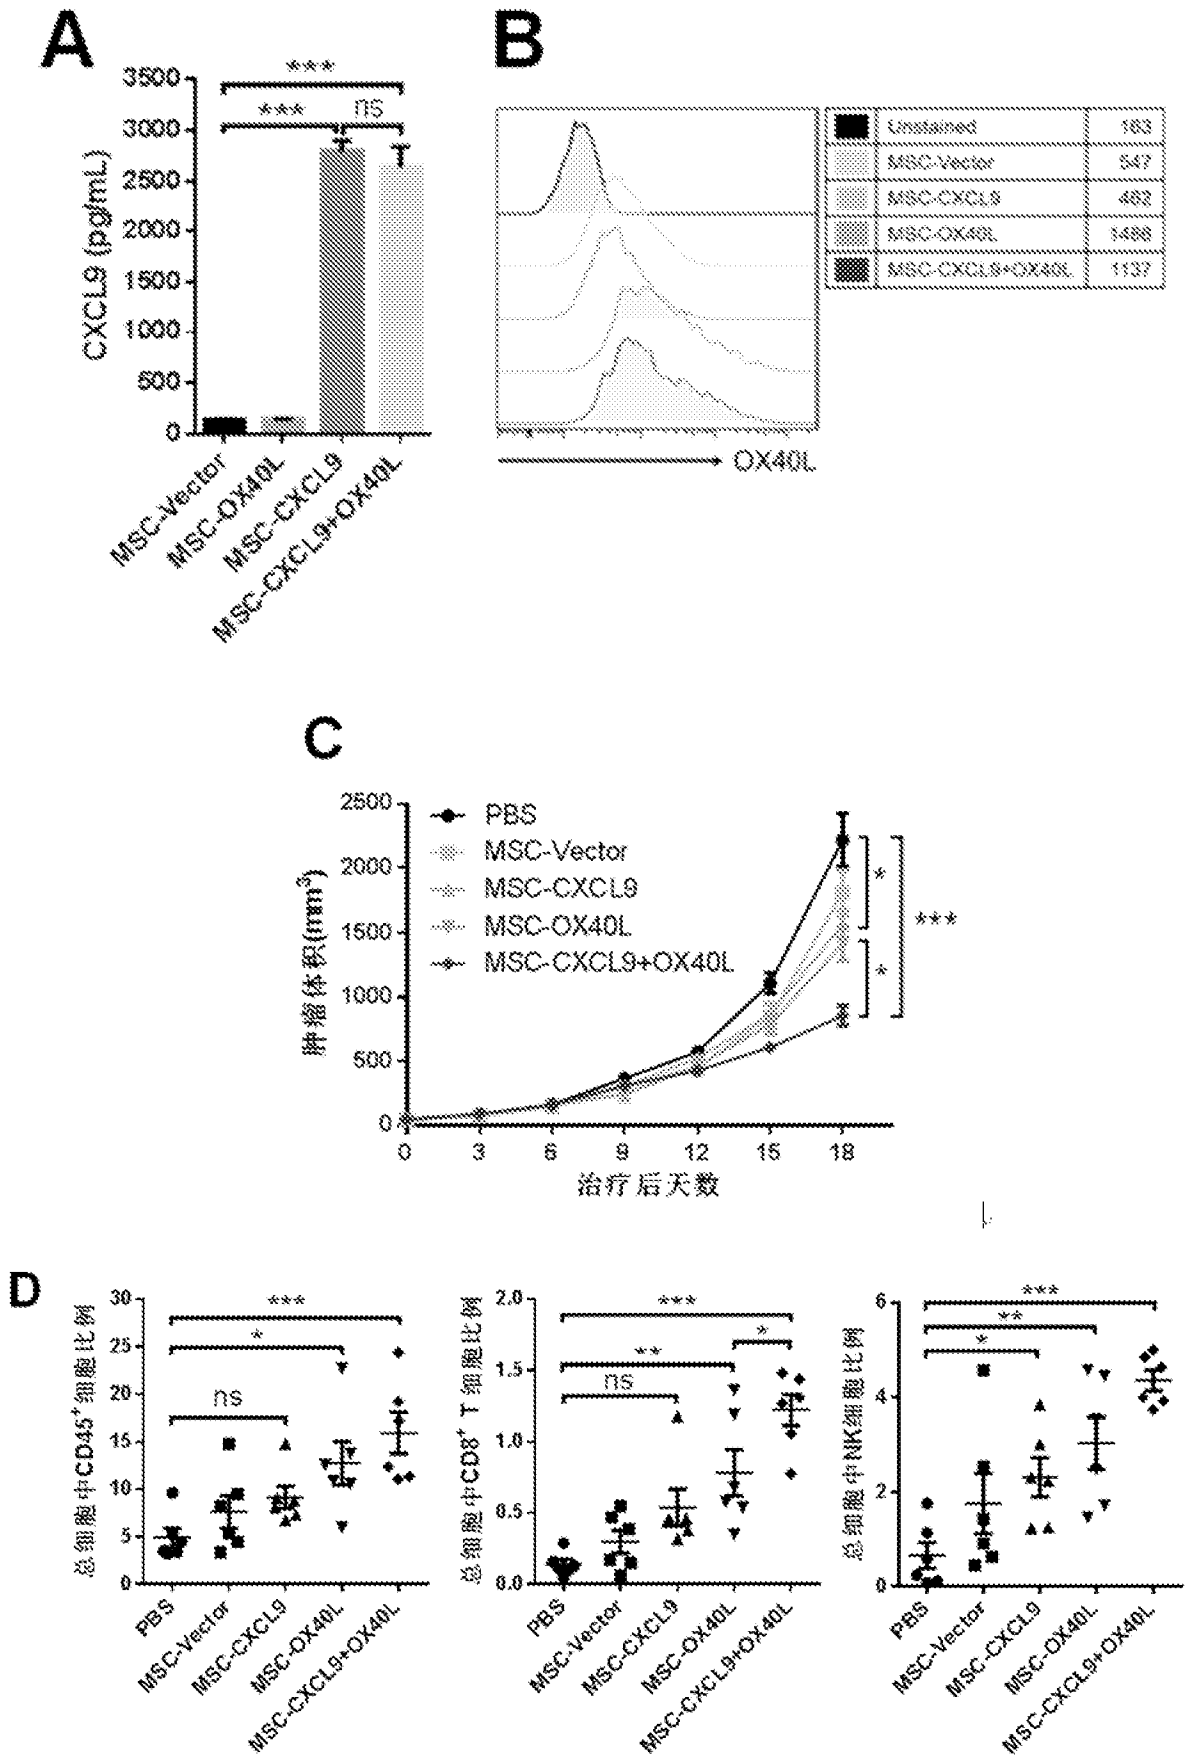 A
3500
3000
2500
2000
1500
1000
500
0
CXCL9 (pg/mL)
***
***
ns
MSC-Vector
MSC-OX40L
MSC-CXCL9
MSC-CXCL9+OX40L
B
OX40L
Unstained 163
MSC-Vector 547
MSC-CXCL9 462
MSC-OX40L
MSC-CXCL9+OX40L 1137
C
2500
2000
1500
1000
500
0
肿瘤体积(mm³)
PBS
MSC-Vector
MSC-CXCL9
MSC-OX40L
MSC-CXCL9+OX40L
*
*
***
0 3 6 9 12 15 18
治疗后天数
D
30
25
20
15
10
5
0
总细胞中CD45⁺细胞比例
***
*
ns
PBS
MSC-Vector
MSC-CXCL9
MSC-OX40L
MSC-CXCL9+OX40L
2.0
1.5
1.0
0.5
0.0
总细胞中CD8⁺ T 细胞比例
***
*
**
ns
PBS
MSC-Vector
MSC-CXCL9
MSC-OX40L
MSC-CXCL9+OX40L
6
4
2
0
总细胞中NK细胞比例
***
**
*
PBS
MSC-Vector
MSC-CXCL9
MSC-OX40L
MSC-CXCL9+OX40L